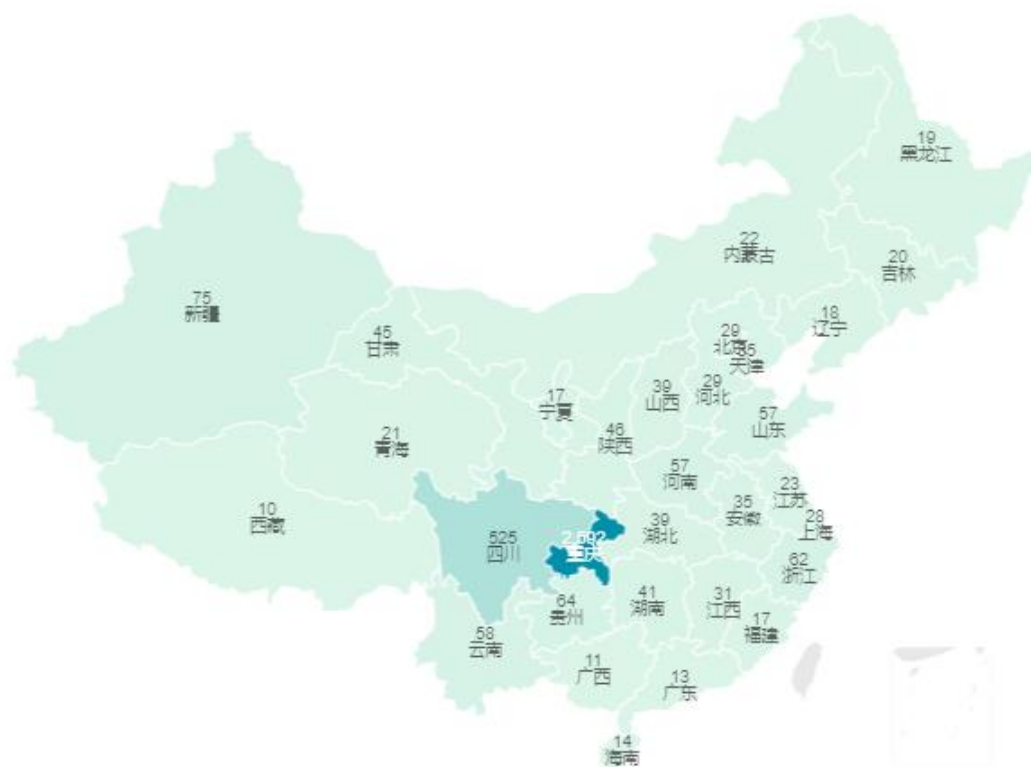 19
黑龙江
22
内蒙古
20
吉林
75
新疆
18
辽宁
45
甘肃
29
北京
天津
17
宁夏
39
山西
29
河北
57
山东
21
青海
46
陕西
57
河南
23
江苏
10
西藏
35
安徽
28
上海
525
四川
重庆
39
湖北
62
浙江
64
贵州
41
湖南
31
江西
17
福建
58
云南
11
广西
13
广东
14
海南